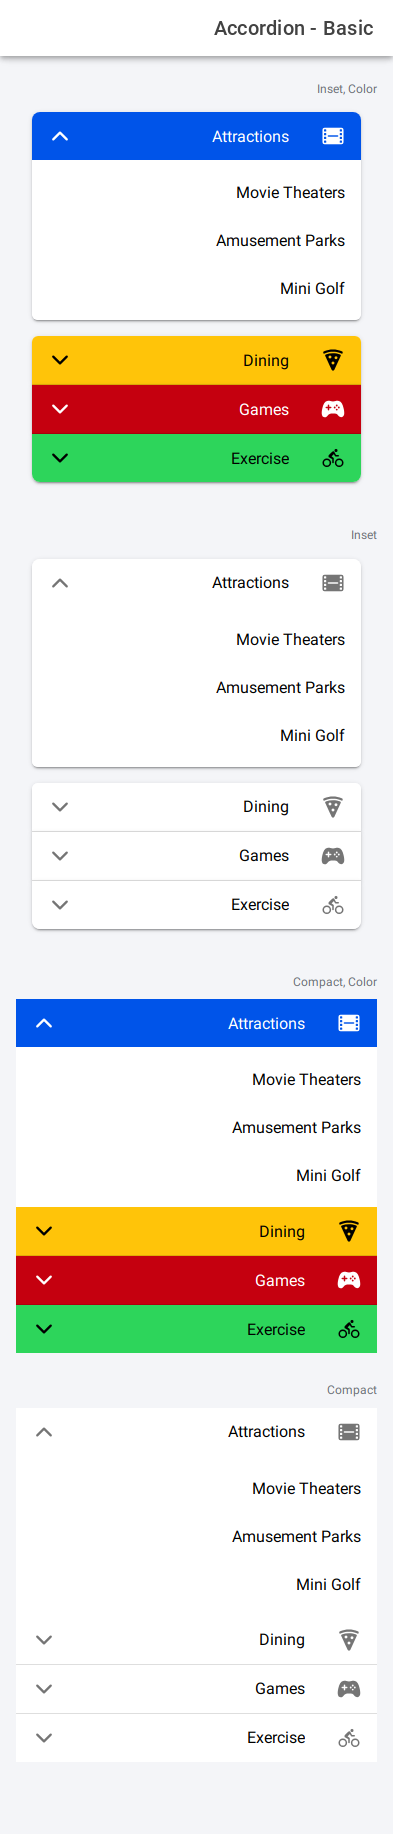 Accordion - Basic
Inset, Color
Attractions
Movie Theaters
Amusement Parks
Mini Golf
Dining
Games
Exercise
Inset
Attractions
Movie Theaters
Amusement Parks
Mini Golf
Dining
Games
Exercise
Compact, Color
Attractions
Movie Theaters
Amusement Parks
Mini Golf
Dining
Games
Exercise
Compact
Attractions
Movie Theaters
Amusement Parks
Mini Golf
Dining
Games
Exercise